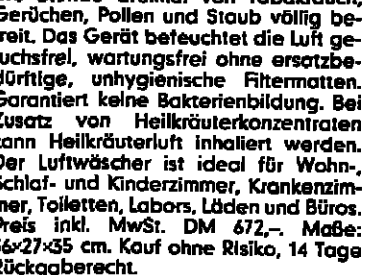 Gerüchen, Pollen und Staub völlig be-
freit. Das Gerät befeuchtet die Luft ge-
ruchsfrei, wartungsfrei ohne ersatzbe-
dürftige, unhygienische Filtermatten.
Garantiert keine Bakterienbildung. Bei
Zusatz von Heilkräuterkonzentraten
kann Heilkräuterluft inhaliert werden.
Der Luftwäscher ist ideal für Wohn-,
Schlaf- und Kinderzimmer, Krankenzim-
mer, Toiletten, Labors, Läden und Büros.
Preis inkl. MwSt. DM 672,–. Maße:
56×27×35 cm. Kauf ohne Risiko, 14 Tage
Rückgaberecht.